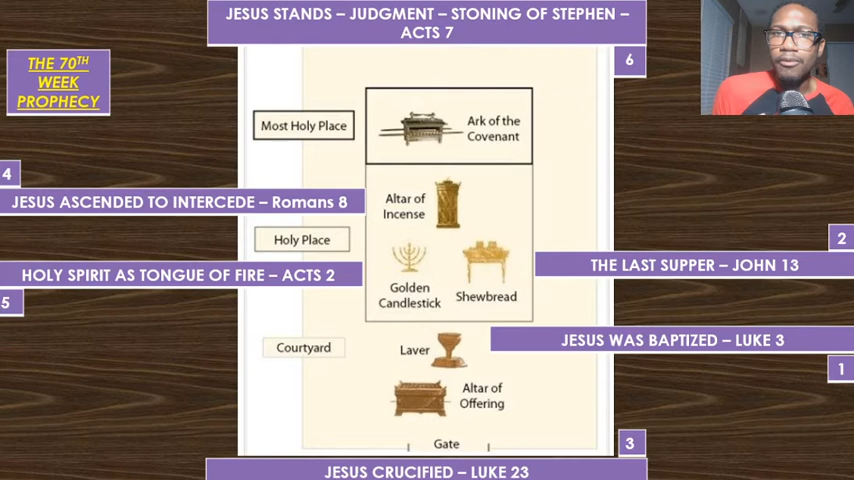 JESUS STANDS – JUDGMENT – STONING OF STEPHEN –
ACTS 7
6
THE 70TH
WEEK
PROPHECY
Most Holy Place
Ark of the
Covenant
4
JESUS ASCENDED TO INTERCEDE – Romans 8
Altar of
Incense
Holy Place
2
THE LAST SUPPER – JOHN 13
HOLY SPIRIT AS TONGUE OF FIRE – ACTS 2
5
Golden
Candlestick
Shewbread
JESUS WAS BAPTIZED – LUKE 3
1
Courtyard
Laver
Altar of
Offering
Gate
3
JESUS CRUCIFIED – LUKE 23